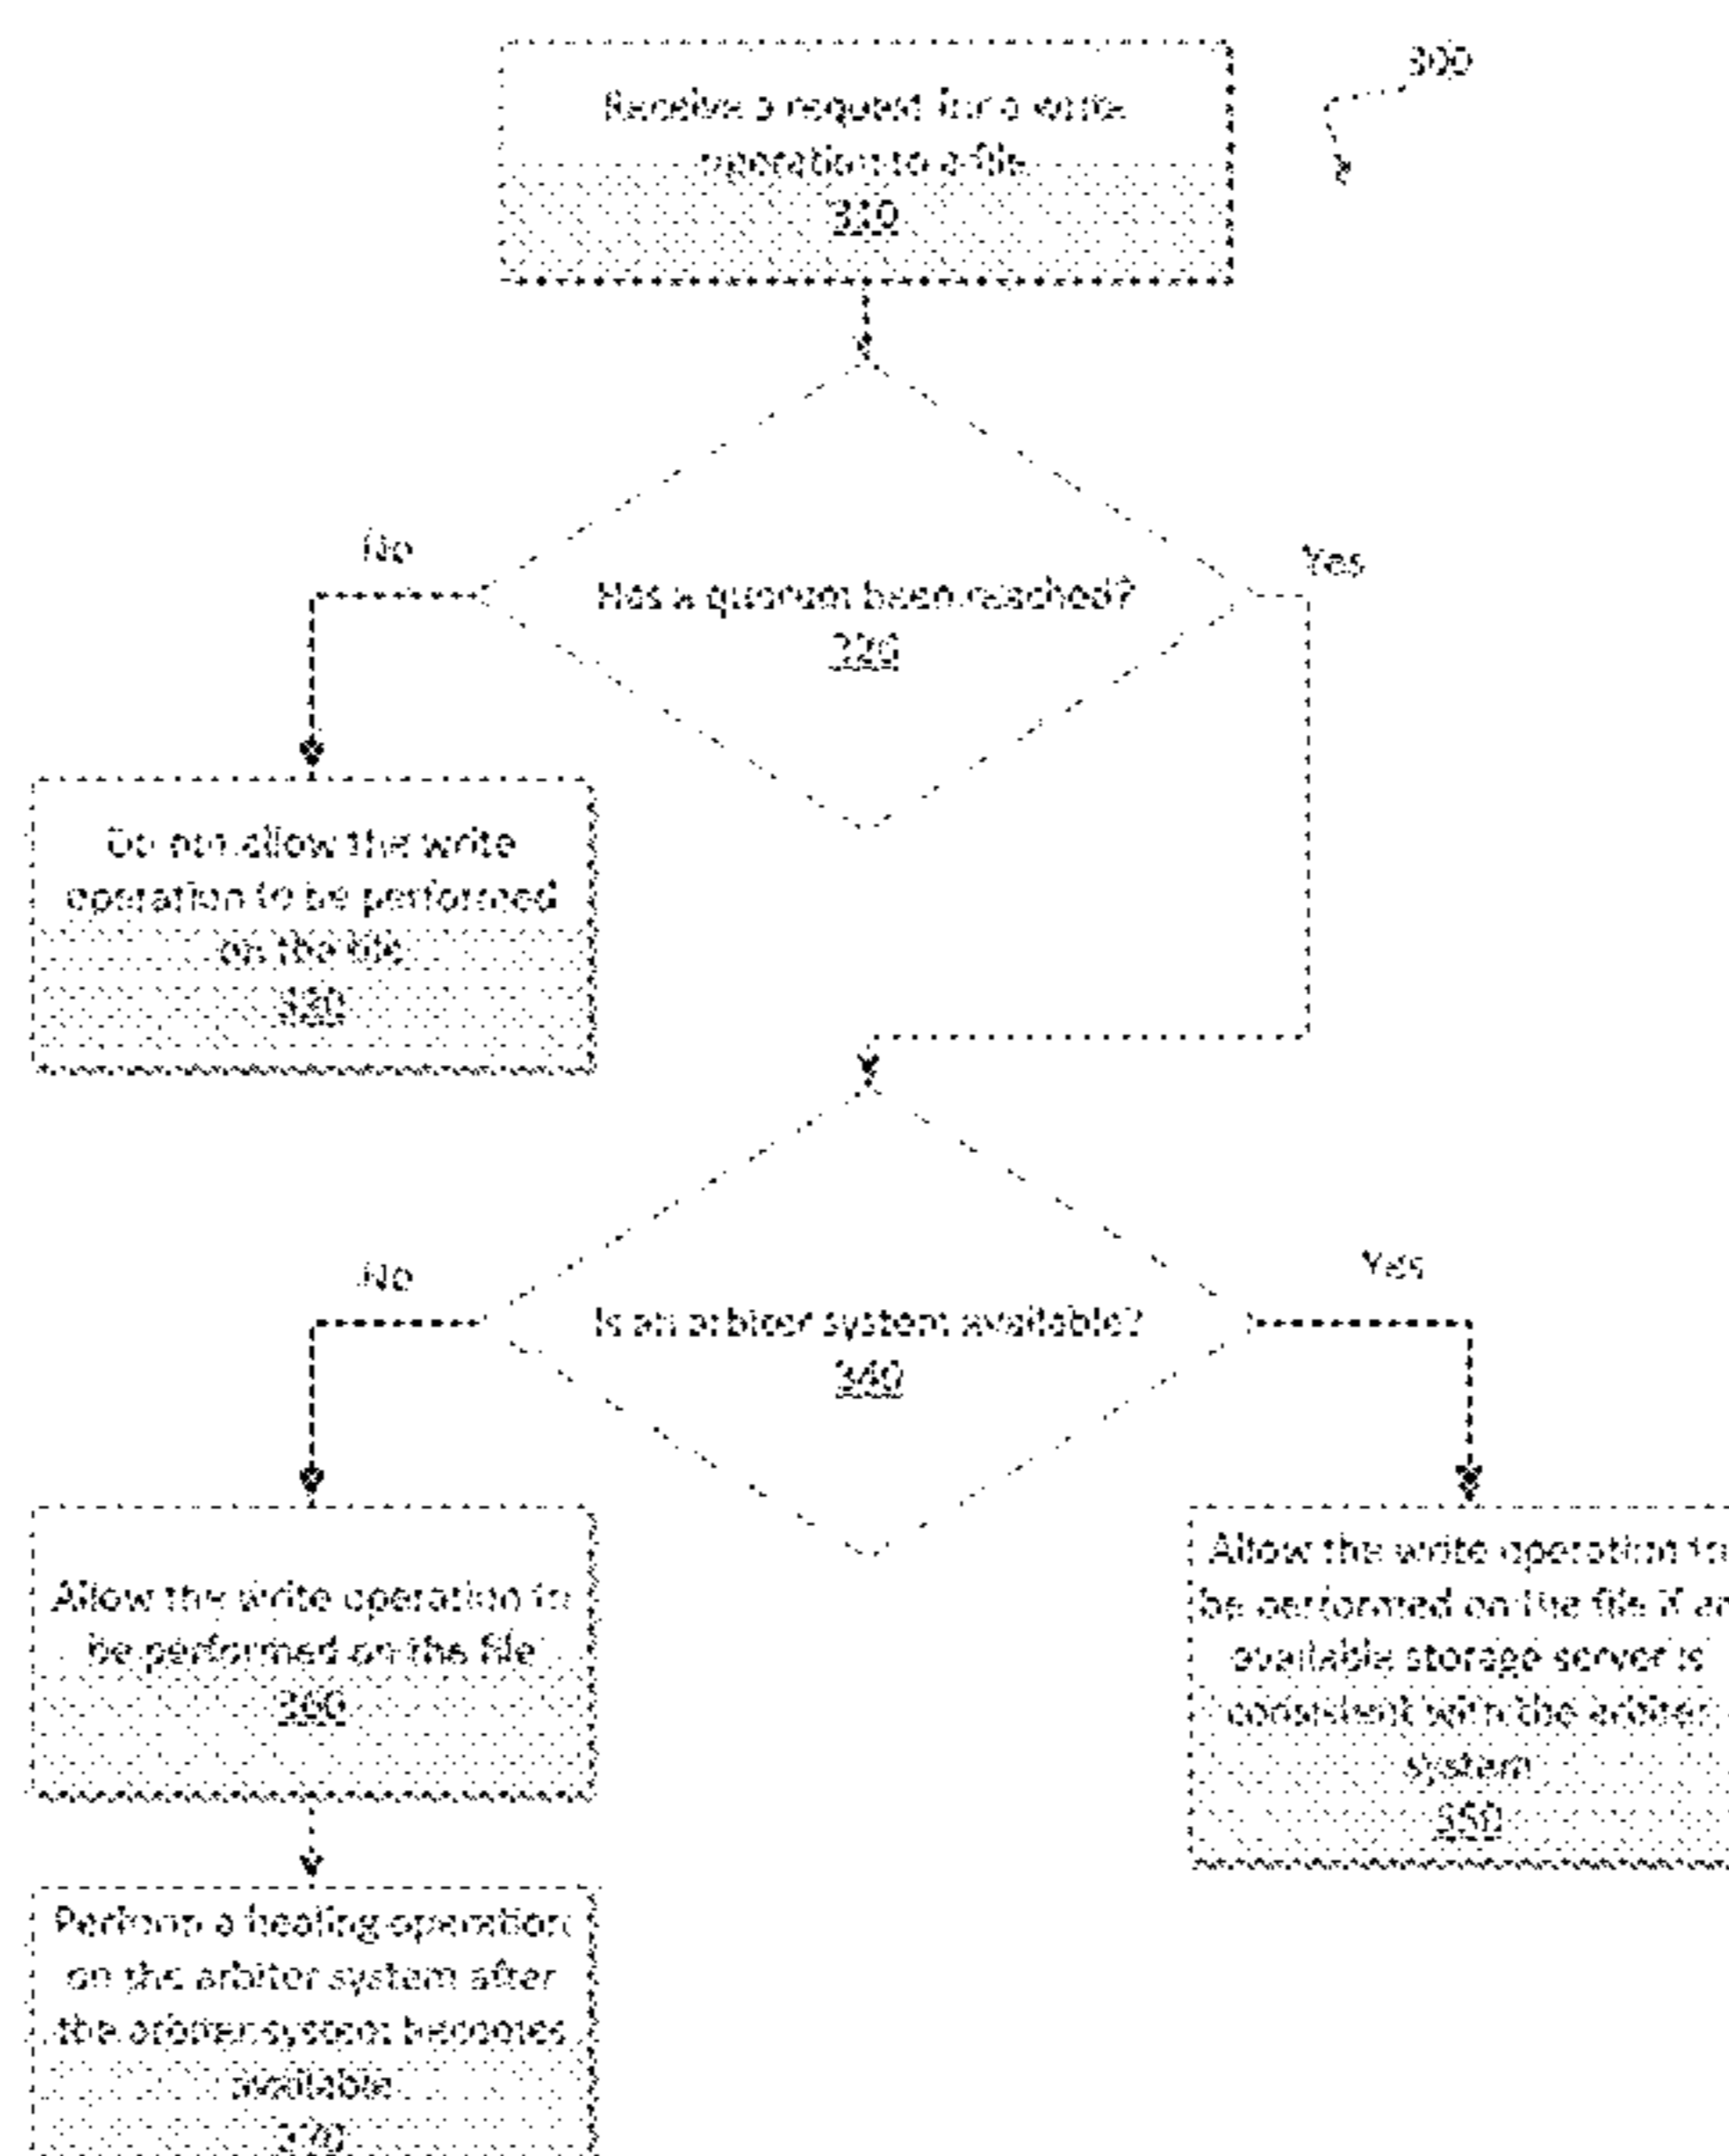 300
Receive a request for a write
operation to a file
310
Has a quorum been reached?
No
Yes
Do not allow the write
operation to be performed
on the file
Is an arbiter system available?
340
No
Yes
Allow the write operation to
be performed on the file
360
Allow the write operation to
be performed on the file if an
available storage server is
consistent with the arbiter
system
350
Perform a healing operation
on the arbiter system after
the arbiter system becomes
available
370